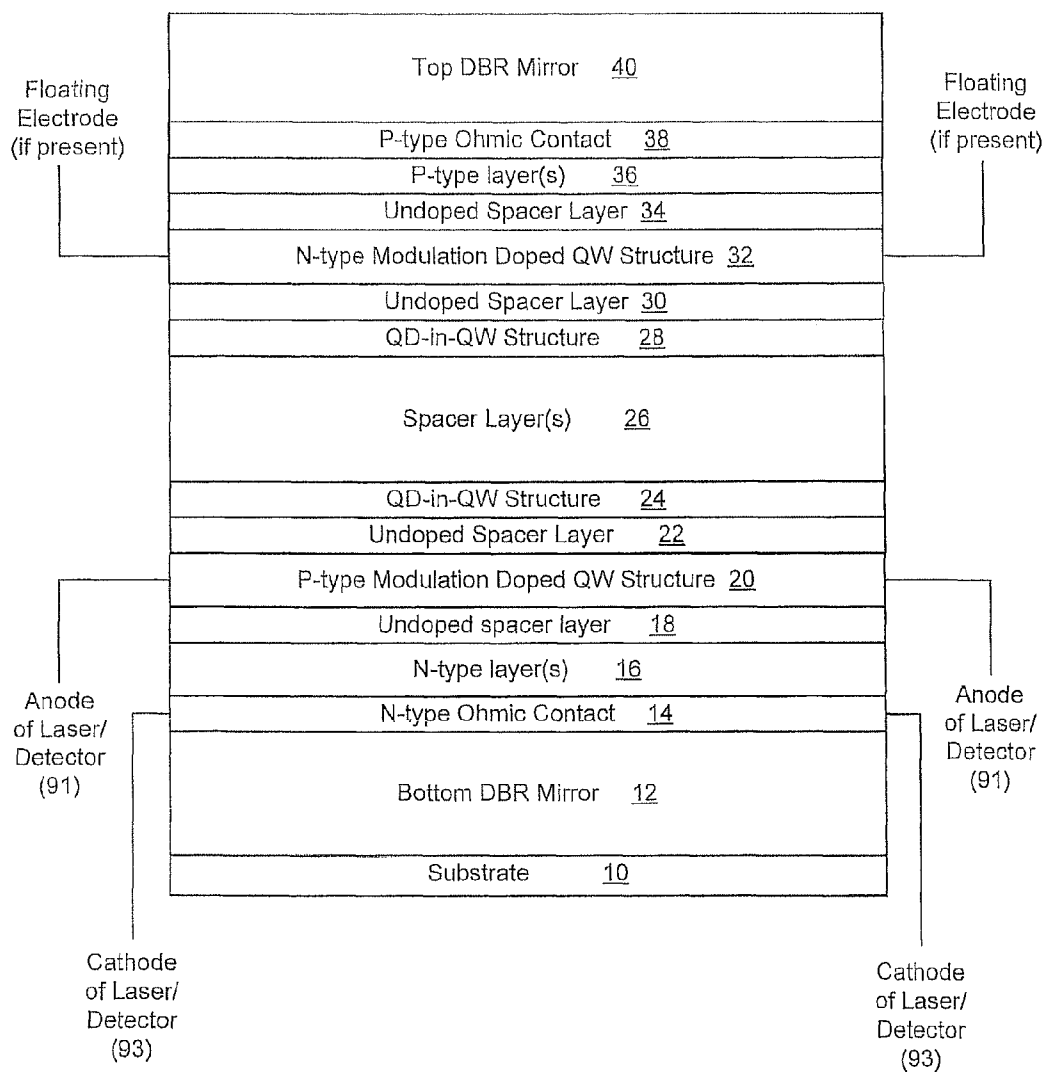 Top DBR Mirror 40
Floating
Electrode
(if present)
Floating
Electrode
(if present)
P-type Ohmic Contact 38
P-type layer(s) 36
Undoped Spacer Layer 34
N-type Modulation Doped QW Structure 32
Undoped Spacer Layer 30
QD-in-QW Structure 28
Spacer Layer(s) 26
QD-in-QW Structure 24
Undoped Spacer Layer 22
P-type Modulation Doped QW Structure 20
Undoped spacer layer 18
N-type layer(s) 16
N-type Ohmic Contact 14
Anode
of Laser/
Detector
(91)
Anode
of Laser/
Detector
(91)
Bottom DBR Mirror 12
Substrate 10
Cathode
of Laser/
Detector
(93)
Cathode
of Laser/
Detector
(93)